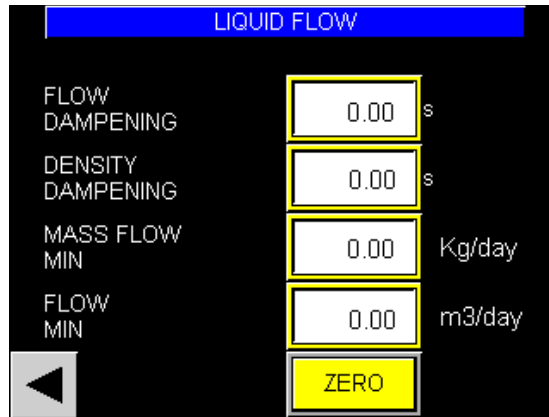 LIQUID FLOW
FLOW
DAMPENING
0.00 s
DENSITY
DAMPENING
0.00 s
MASS FLOW
MIN
0.00 Kg/day
FLOW
MIN
0.00 m3/day
ZERO